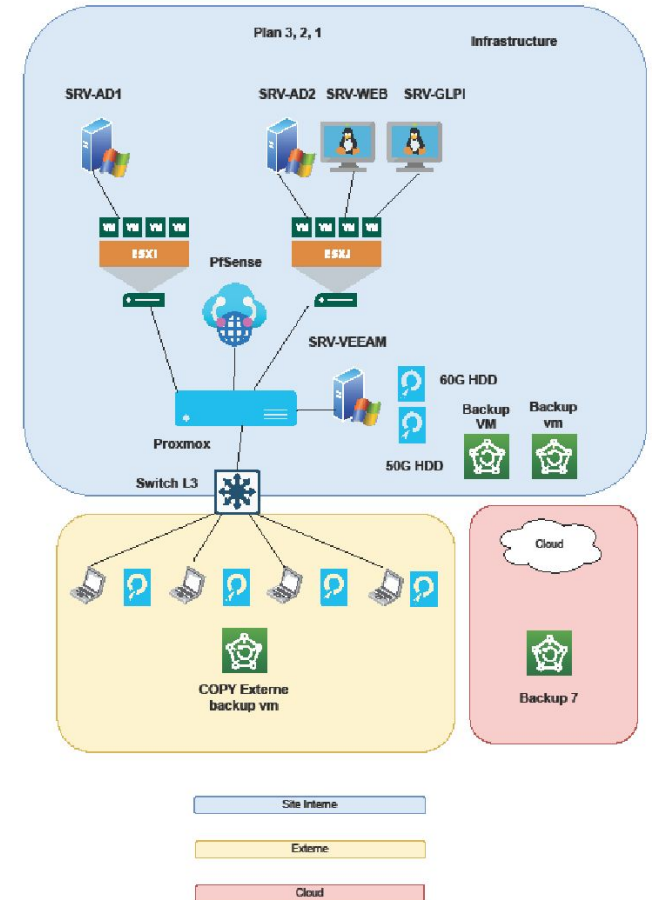 Plan 3, 2, 1
Infrastructure
SRV-AD1
SRV-AD2
SRV-WEB
SRV-GLPI
VM VM VM VM
VM VM VM VM
ESXI
ESXI
PfSense
SRV-VEEAM
60G HDD
Backup
VM
Backup
vm
Proxmox
50G HDD
Switch L3
Cloud
COPY Externe
backup vm
Backup 7
Site Interne
Externe
Cloud